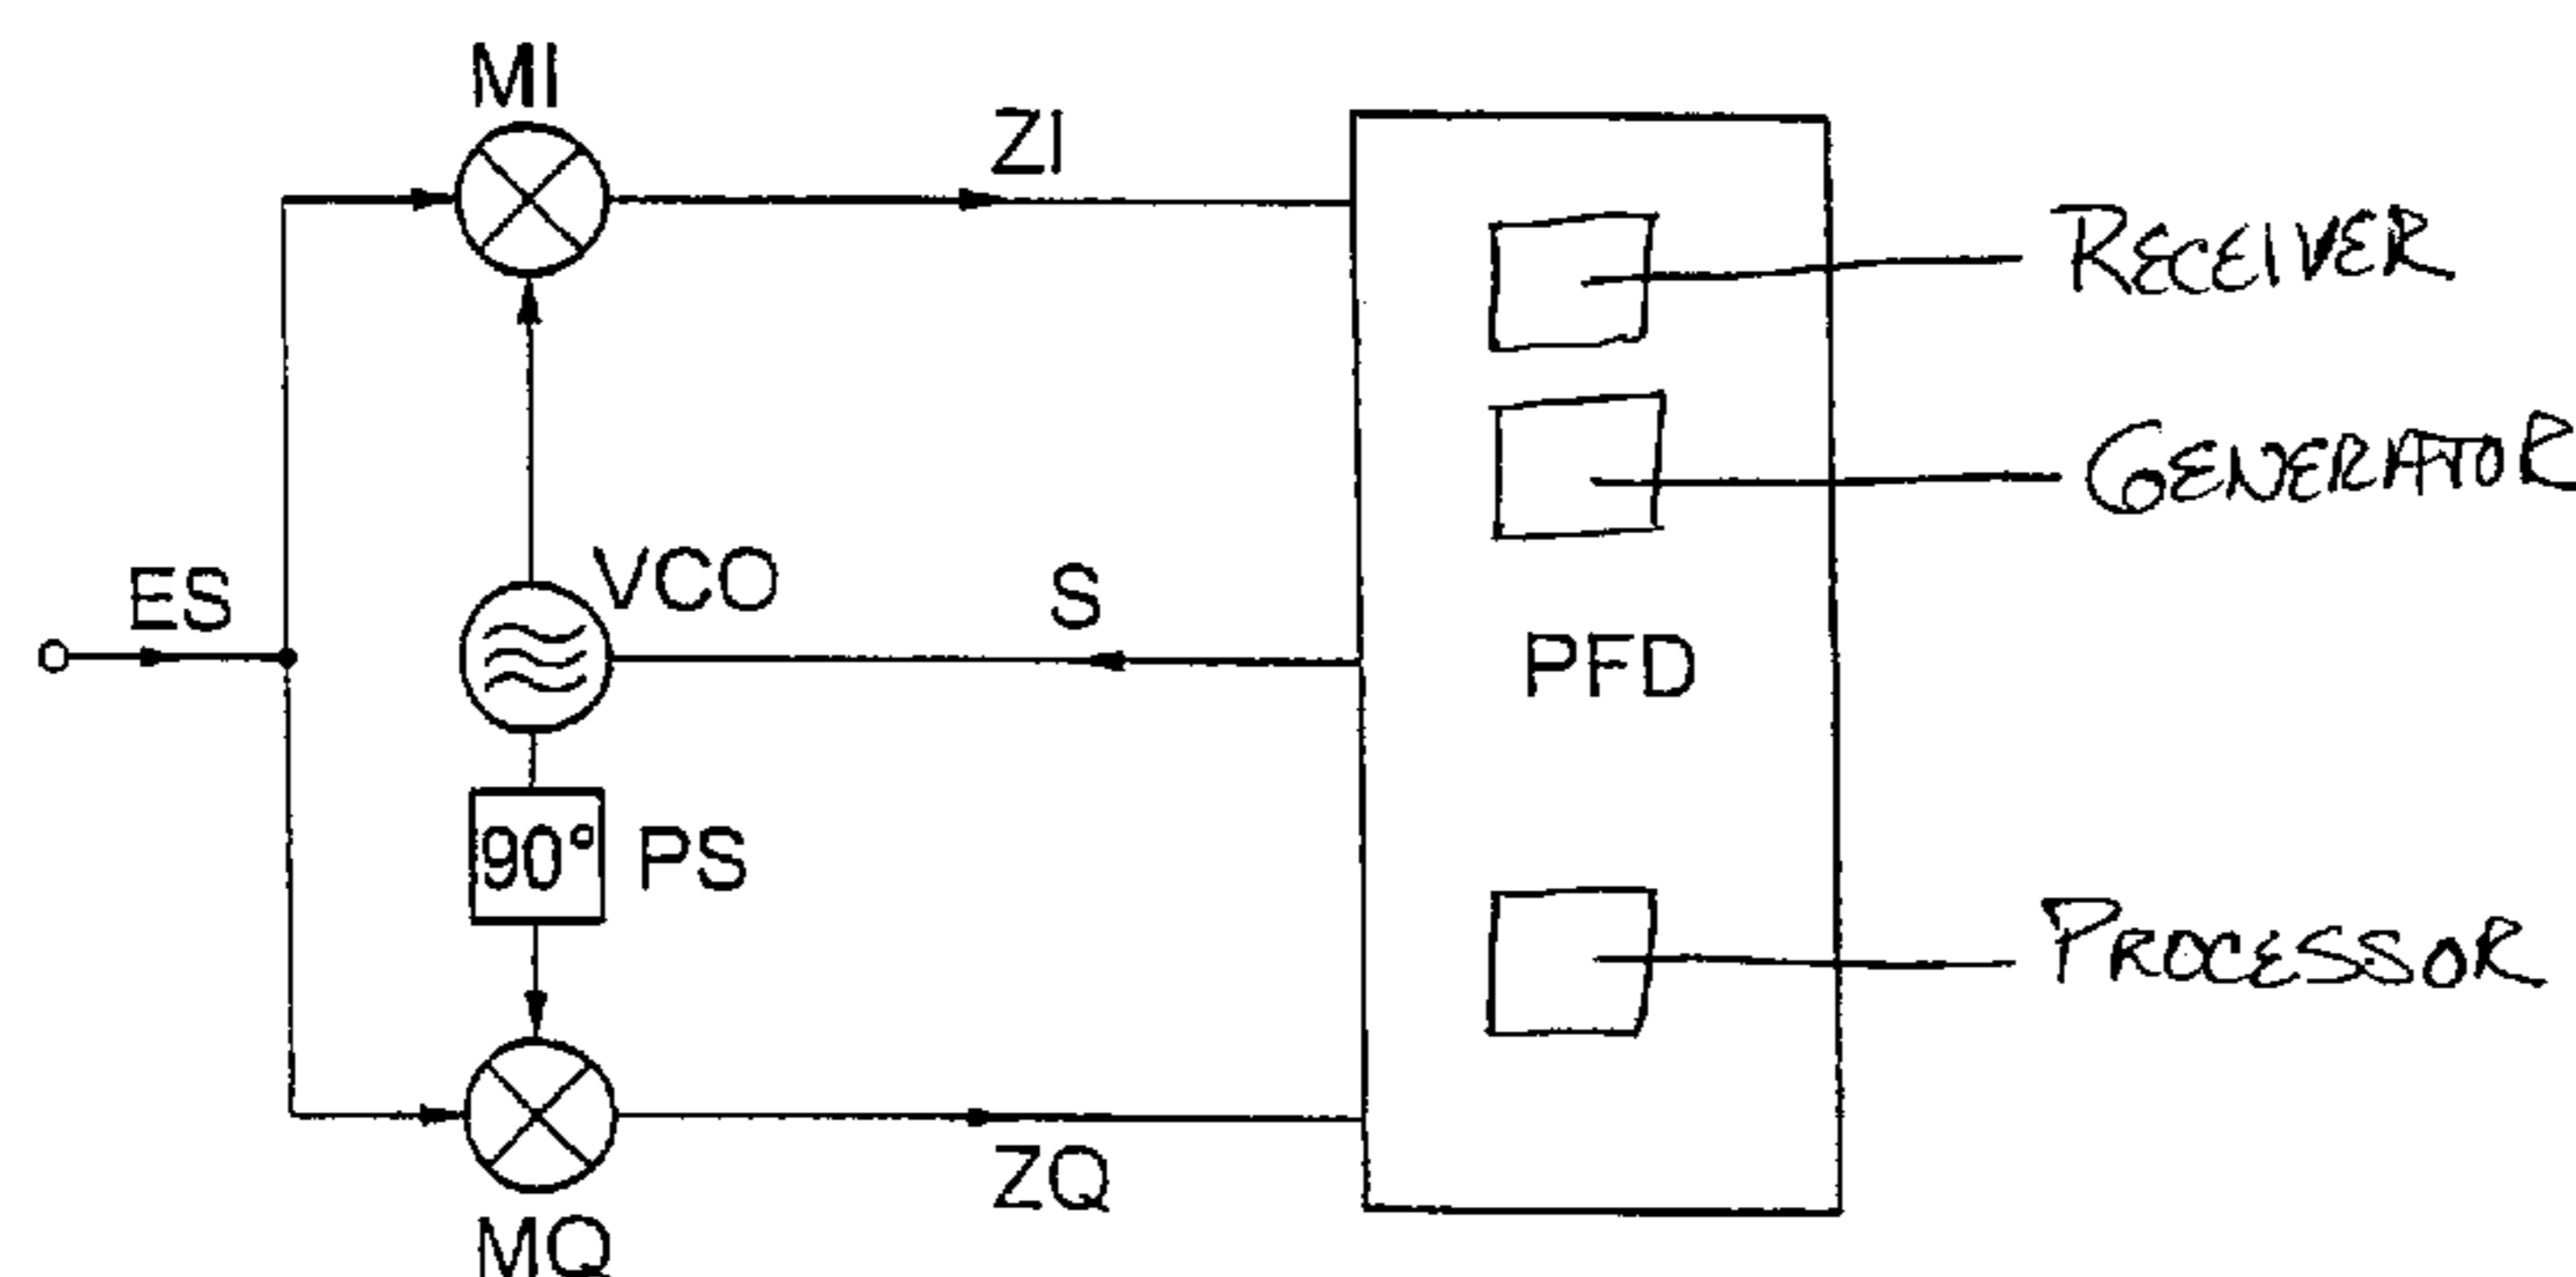 MI
ZI
RECEIVER
GENERATOR
ES
VCO
S
PFD
90° PS
PROCESSOR
ZQ
MQ